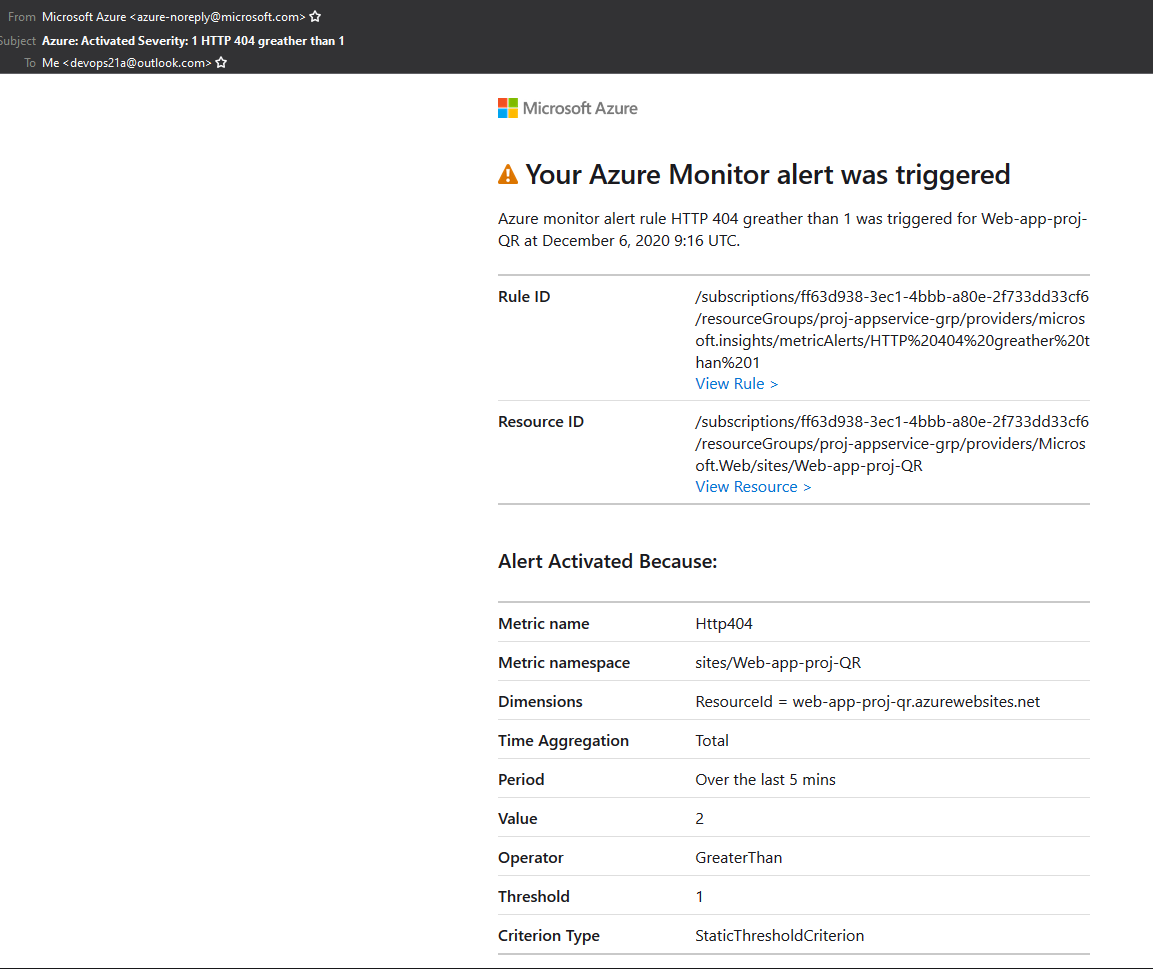 From Microsoft Azure <azure-noreply@microsoft.com>
Subject Azure: Activated Severity: 1 HTTP 404 greather than 1
To Me <devops21a@outlook.com>
Microsoft Azure
Your Azure Monitor alert was triggered
Azure monitor alert rule HTTP 404 greather than 1 was triggered for Web-app-proj-
QR at December 6, 2020 9:16 UTC.
Rule ID /subscriptions/ff63d938-3ec1-4bbb-a80e-2f733dd33cf6
/resourceGroups/proj-appservice-grp/providers/micros
oft.insights/metricAlerts/HTTP%20404%20greather%20t
han%201
View Rule >
Resource ID /subscriptions/ff63d938-3ec1-4bbb-a80e-2f733dd33cf6
/resourceGroups/proj-appservice-grp/providers/Micros
oft.Web/sites/Web-app-proj-QR
View Resource >
Alert Activated Because:
Metric name Http404
Metric namespace sites/Web-app-proj-QR
Dimensions ResourceId = web-app-proj-qr.azurewebsites.net
Time Aggregation Total
Period Over the last 5 mins
Value 2
Operator GreaterThan
Threshold 1
Criterion Type StaticThresholdCriterion